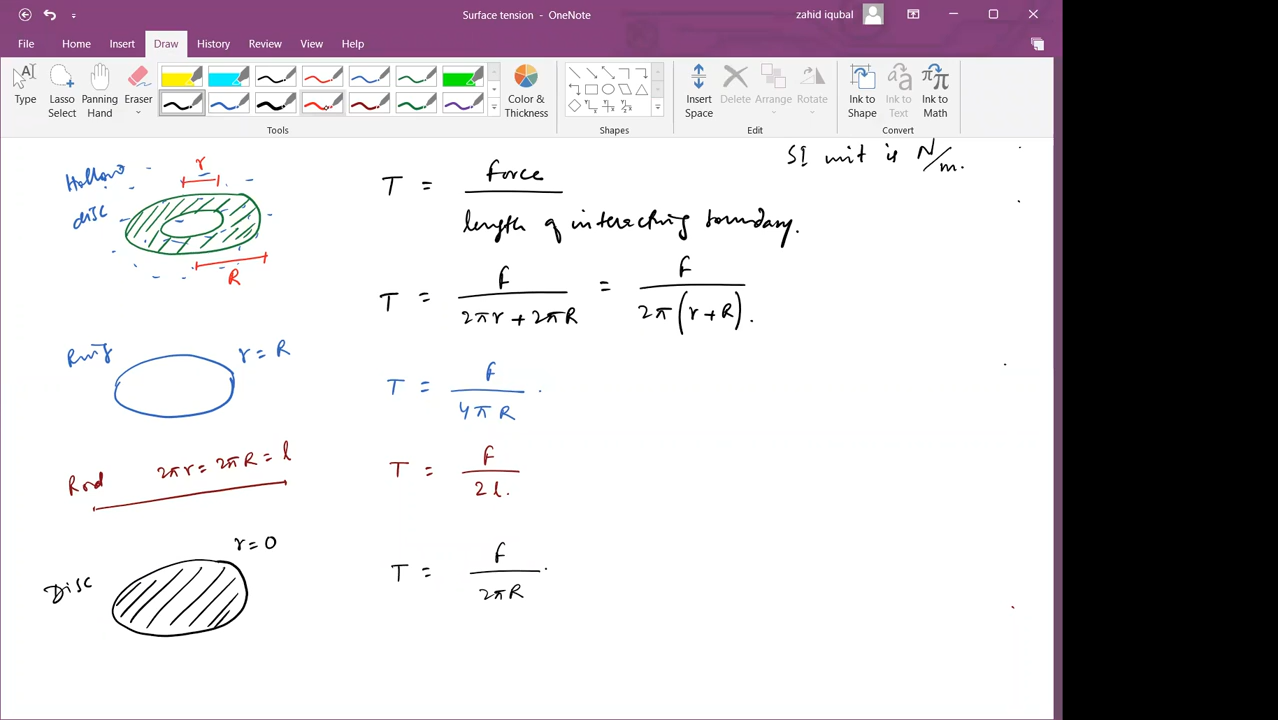 Surface tension - OneNote
zahid iqubal
File Home Insert Draw History Review View Help
Type
Lasso Select
Panning Hand
Eraser
Color & Thickness
Insert Space
Delete
Arrange
Rotate
Ink to Shape
Ink to Text
Ink to Math
Tools
Shapes
Edit
Convert
SI unit is N/m.
Hollow disc
r
R
T = force / length of interacting boundary.
T = F / 2πr + 2πR = F / 2π(r+R).
Ring r = R
T = F / 4πR.
Rod 2πr = 2πR = l
T = F / 2l.
Disc r = 0
T = F / 2πR.